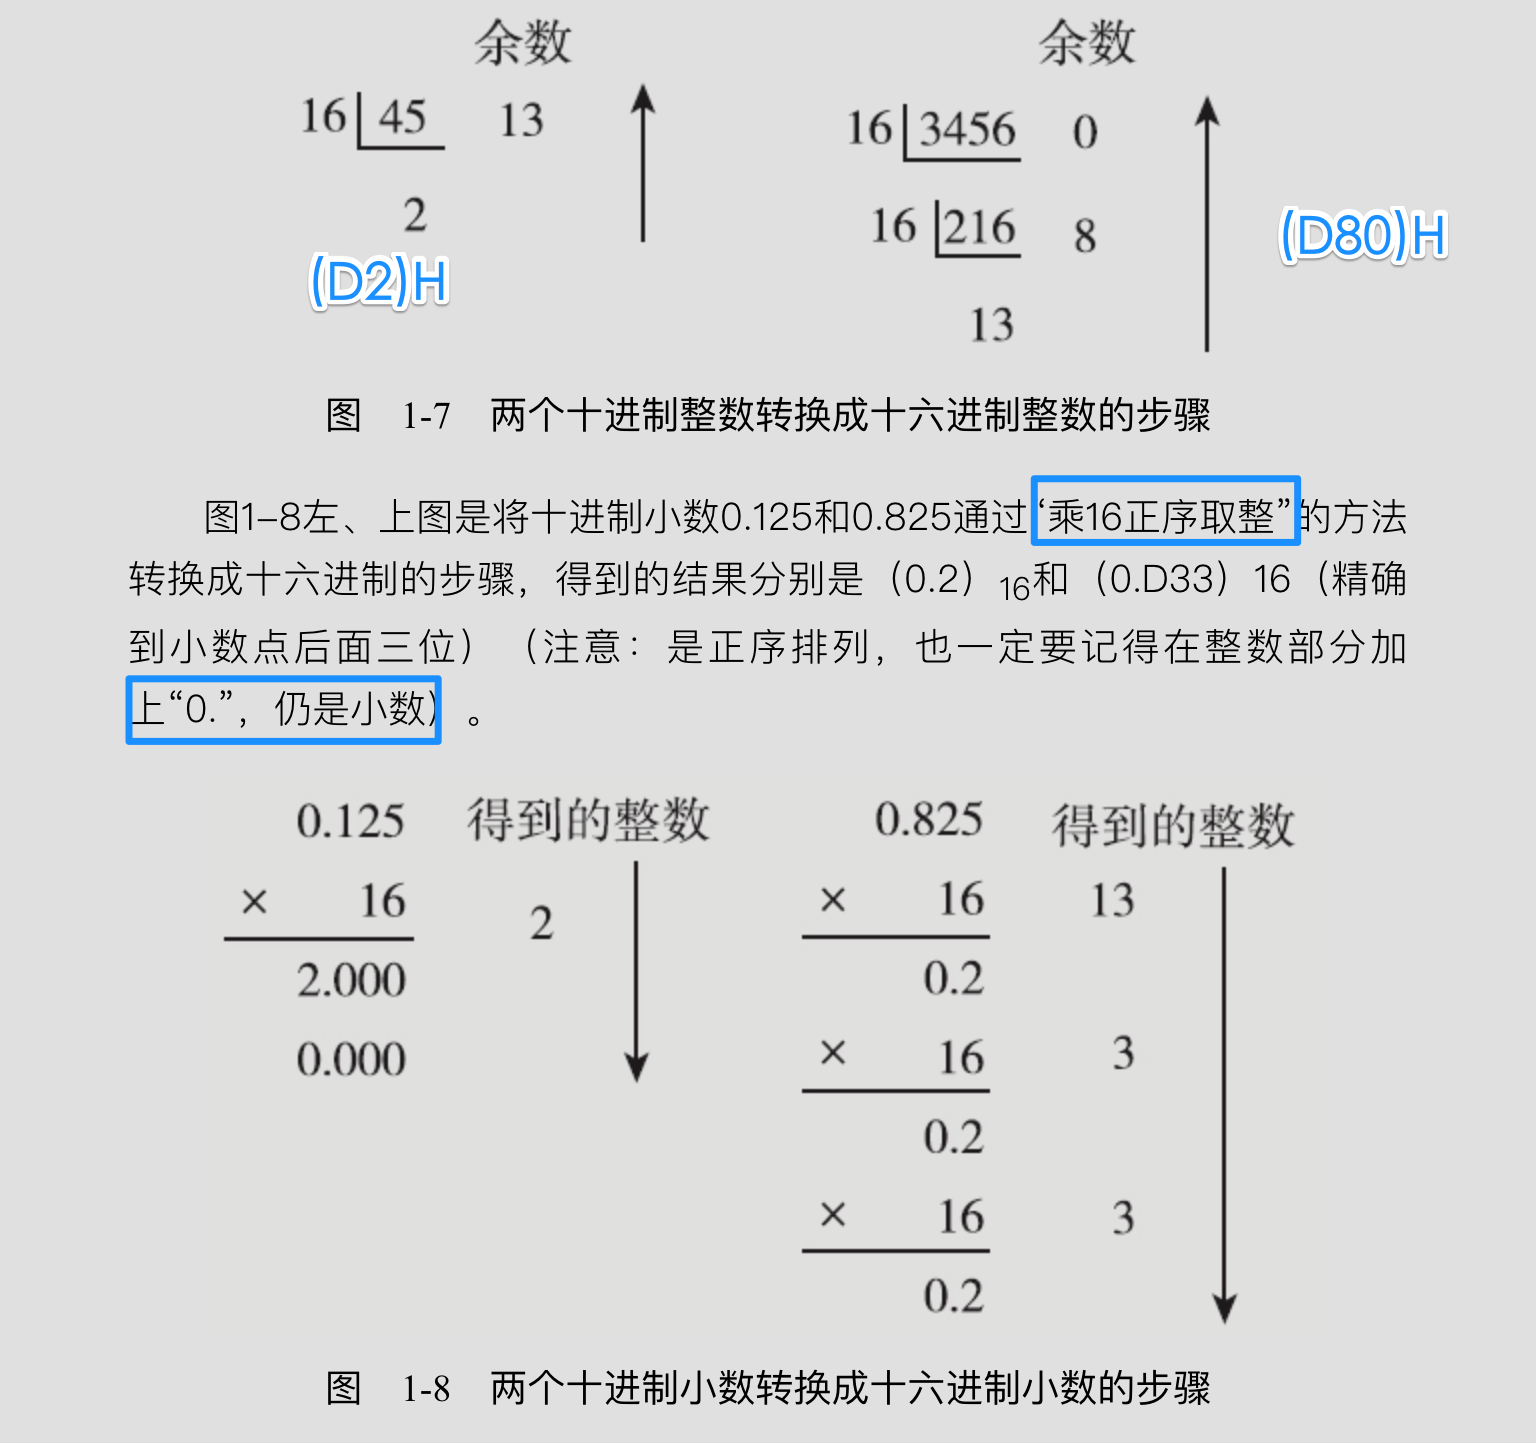 余数 余数
16 45 13 16 3456 0
2 16 216 8 (D80)H
(D2)H 13
图 1-7 两个十进制整数转换成十六进制整数的步骤
图1-8左、上图是将十进制小数0.125和0.825通过“乘16正序取整”的方法
转换成十六进制的步骤，得到的结果分别是（0.2）16和（0.D33）16（精确
到小数点后面三位）（注意：是正序排列，也一定要记得在整数部分加
上“0.”，仍是小数）。
0.125 得到的整数 0.825 得到的整数
× 16 2 × 16 13
2.000 0.2
0.000 × 16 3
0.2
× 16 3
0.2
图 1-8 两个十进制小数转换成十六进制小数的步骤